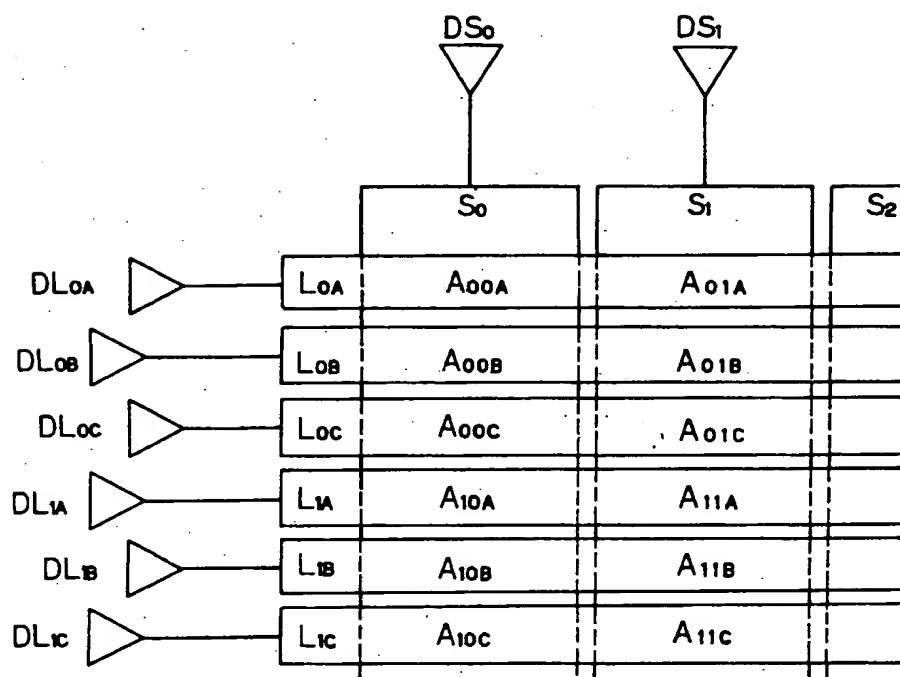 DS₀ DS₁
S₀ S₁ S₂
DL₀A L₀A A₀₀A A₀₁A
DL₀B L₀B A₀₀B A₀₁B
DL₀C L₀C A₀₀C A₀₁C
DL₁A L₁A A₁₀A A₁₁A
DL₁B L₁B A₁₀B A₁₁B
DL₁C L₁C A₁₀C A₁₁C